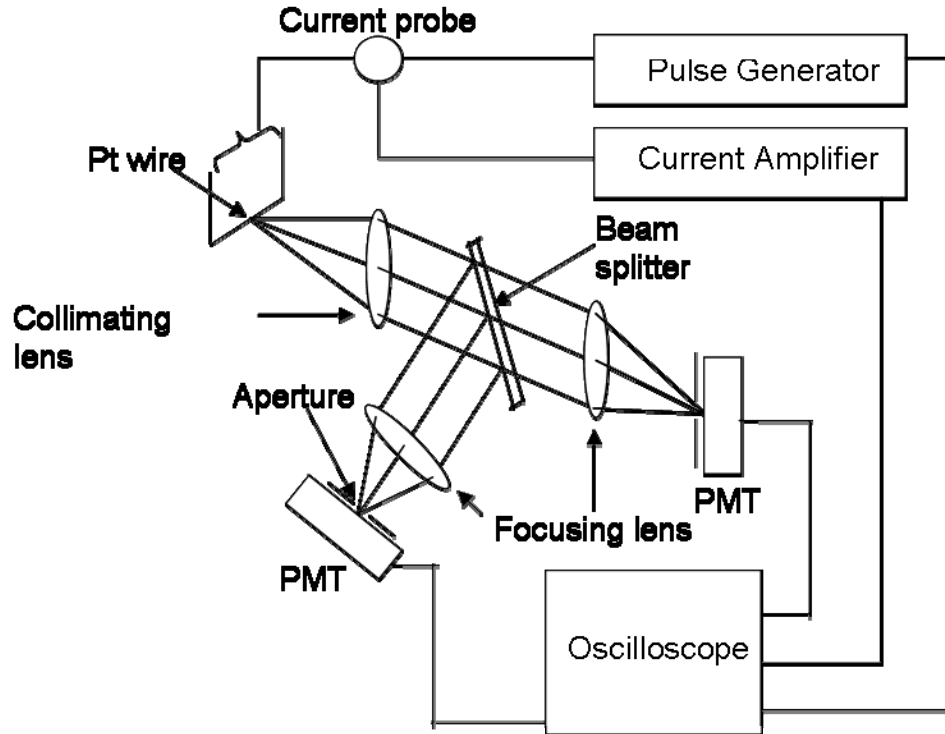 Current probe
Pulse Generator
Current Amplifier
Pt wire
Beam
splitter
Collimating
lens
Aperture
PMT
Focusing lens
PMT
Oscilloscope